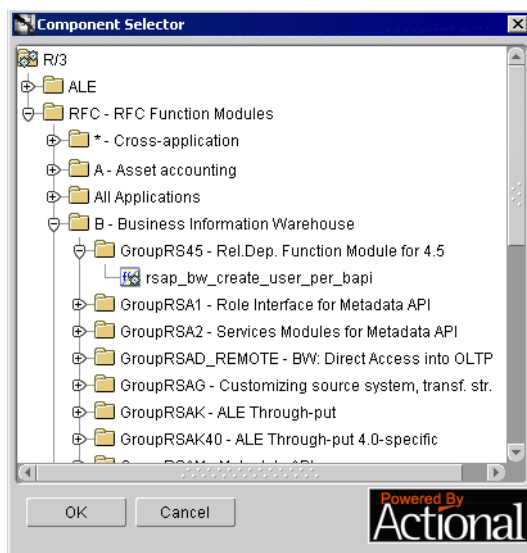 Component Selector
R/3
ALE
RFC - RFC Function Modules
* - Cross-application
A - Asset accounting
All Applications
B - Business Information Warehouse
GroupRS45 - Rel.Dep. Function Module for 4.5
rsap_bw_create_user_per_bapi
GroupRSA1 - Role Interface for Metadata API
GroupRSA2 - Services Modules for Metadata API
GroupRSAD_REMOTE - BW: Direct Access into OLTP
GroupRSAG - Customizing source system, transf. str.
GroupRSAK - ALE Through-put
GroupRSAK40 - ALE Through-put 4.0-specific
OK
Cancel
Powered By
Actional